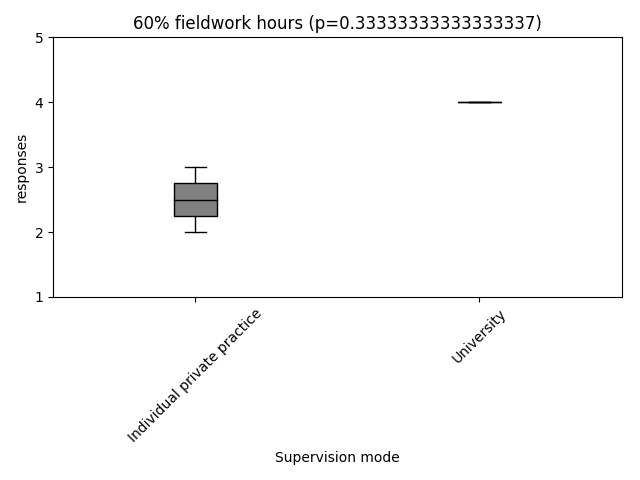 60% fieldwork hours (p=0.33333333333333337)
5
4
3
2
1
responses
Individual private practice
University
Supervision mode